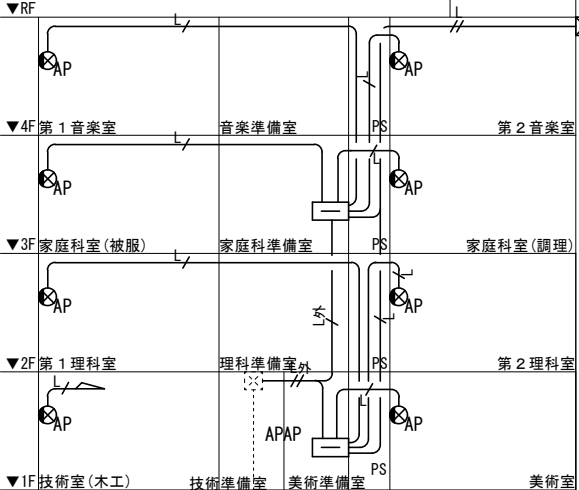 ▼RF
L
L
AP
L
AP
▼4F 第１音楽室 音楽準備室 PS 第２音楽室
L
L
AP
AP
▼3F 家庭科室(被服) 家庭科準備室 PS 家庭科室(調理)
L
L
AP
AP
L外
L
▼2F 第１理科室 理科準備室 PS 第２理科室
L外
L
L
AP
APAP
AP
PS
▼1F 技術室(木工) 技術準備室 美術準備室 美術室